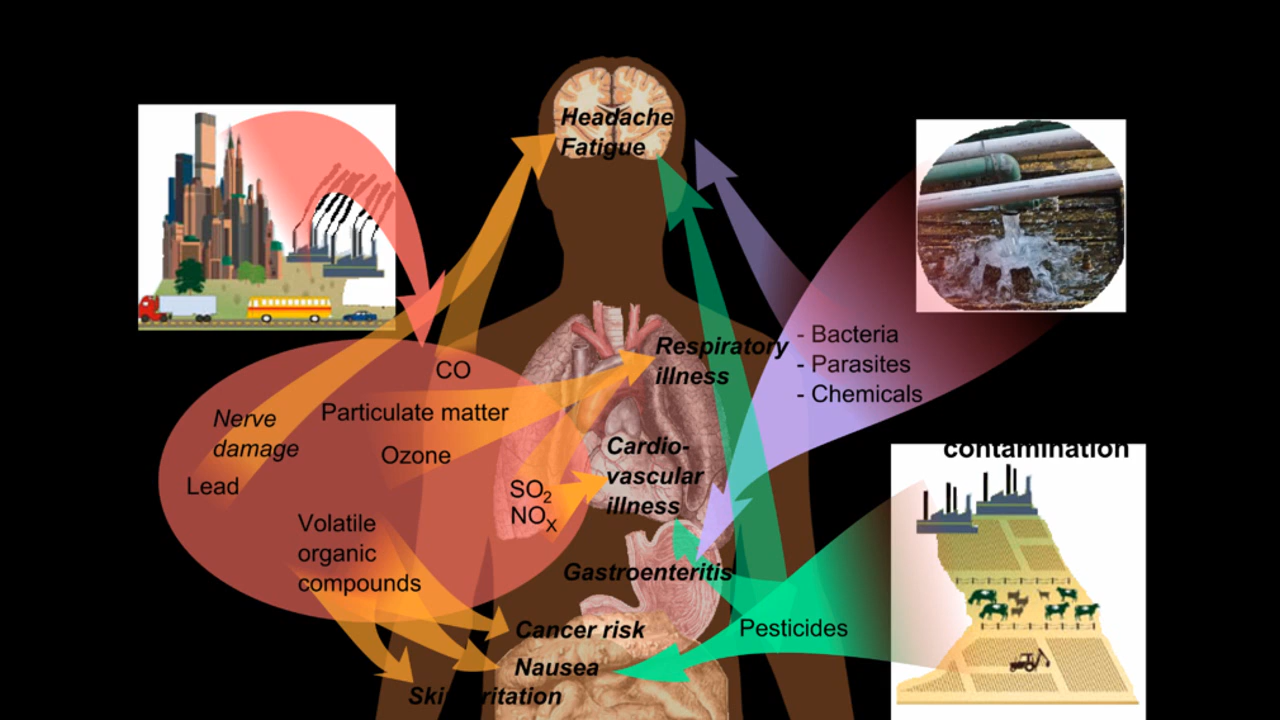 Headache
Fatigue
Respiratory
illness
- Bacteria
- Parasites
- Chemicals
CO
Particulate matter
Nerve
damage
Ozone
Lead
Cardio-
vascular
illness
SO2
NOX
contamination
Volatile
organic
compounds
Gastroenteritis
Pesticides
Cancer risk
Nausea